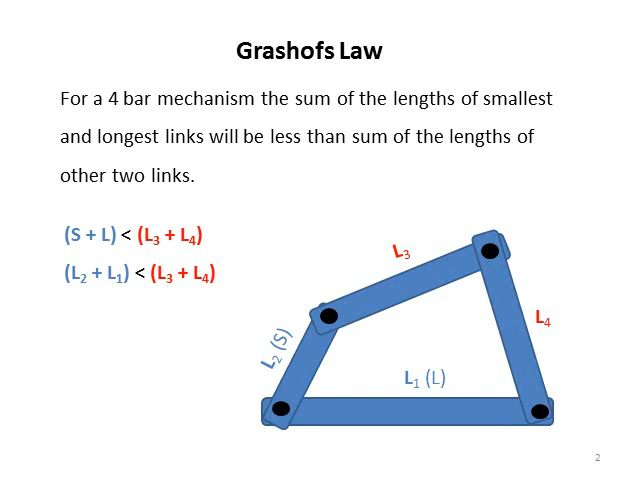 Grashofs Law
For a 4 bar mechanism the sum of the lengths of smallest
and longest links will be less than sum of the lengths of
other two links.
(S + L) < (L₃ + L₄)
(L₂ + L₁) < (L₃ + L₄)
L₃
L₄
L₂ (S)
L₁ (L)
2